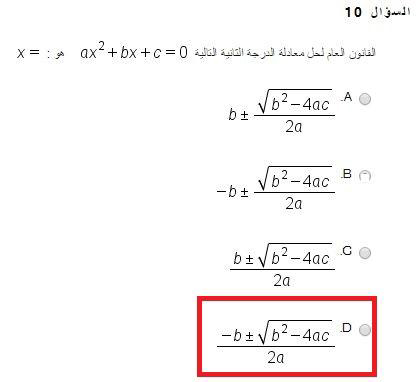 السؤال 10
القانون العام لحل معادلة الدرجة الثانية التالية ax²+bx+c=0 هو : x =
.A b ± √(b²−4ac) / 2a
.B −b ± √(b²−4ac) / 2a
.C (b ± √(b²−4ac)) / 2a
.D (−b ± √(b²−4ac)) / 2a